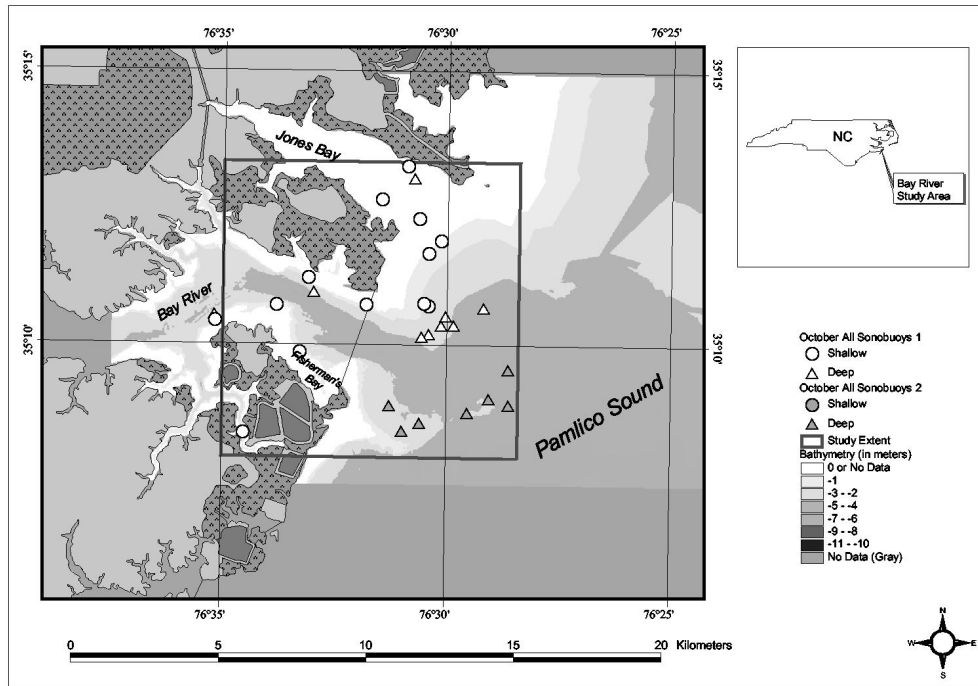 76°35'
76°30'
76°25'
35°15'
35°15'
Jones Bay
NC
Bay River
Study Area
Bay River
35°10'
35°10'
Fisherman's
Bay
Pamlico Sound
October All Sonobuoys 1
Shallow
Deep
October All Sonobuoys 2
Shallow
Deep
Study Extent
Bathymetry (in meters)
0 or No Data
-1
-3 - -2
-5 - -4
-7 - -6
-9 - -8
-11 - -10
No Data (Gray)
76°35'
76°30'
76°25'
0 5 10 15 20 Kilometers
N
W E
S